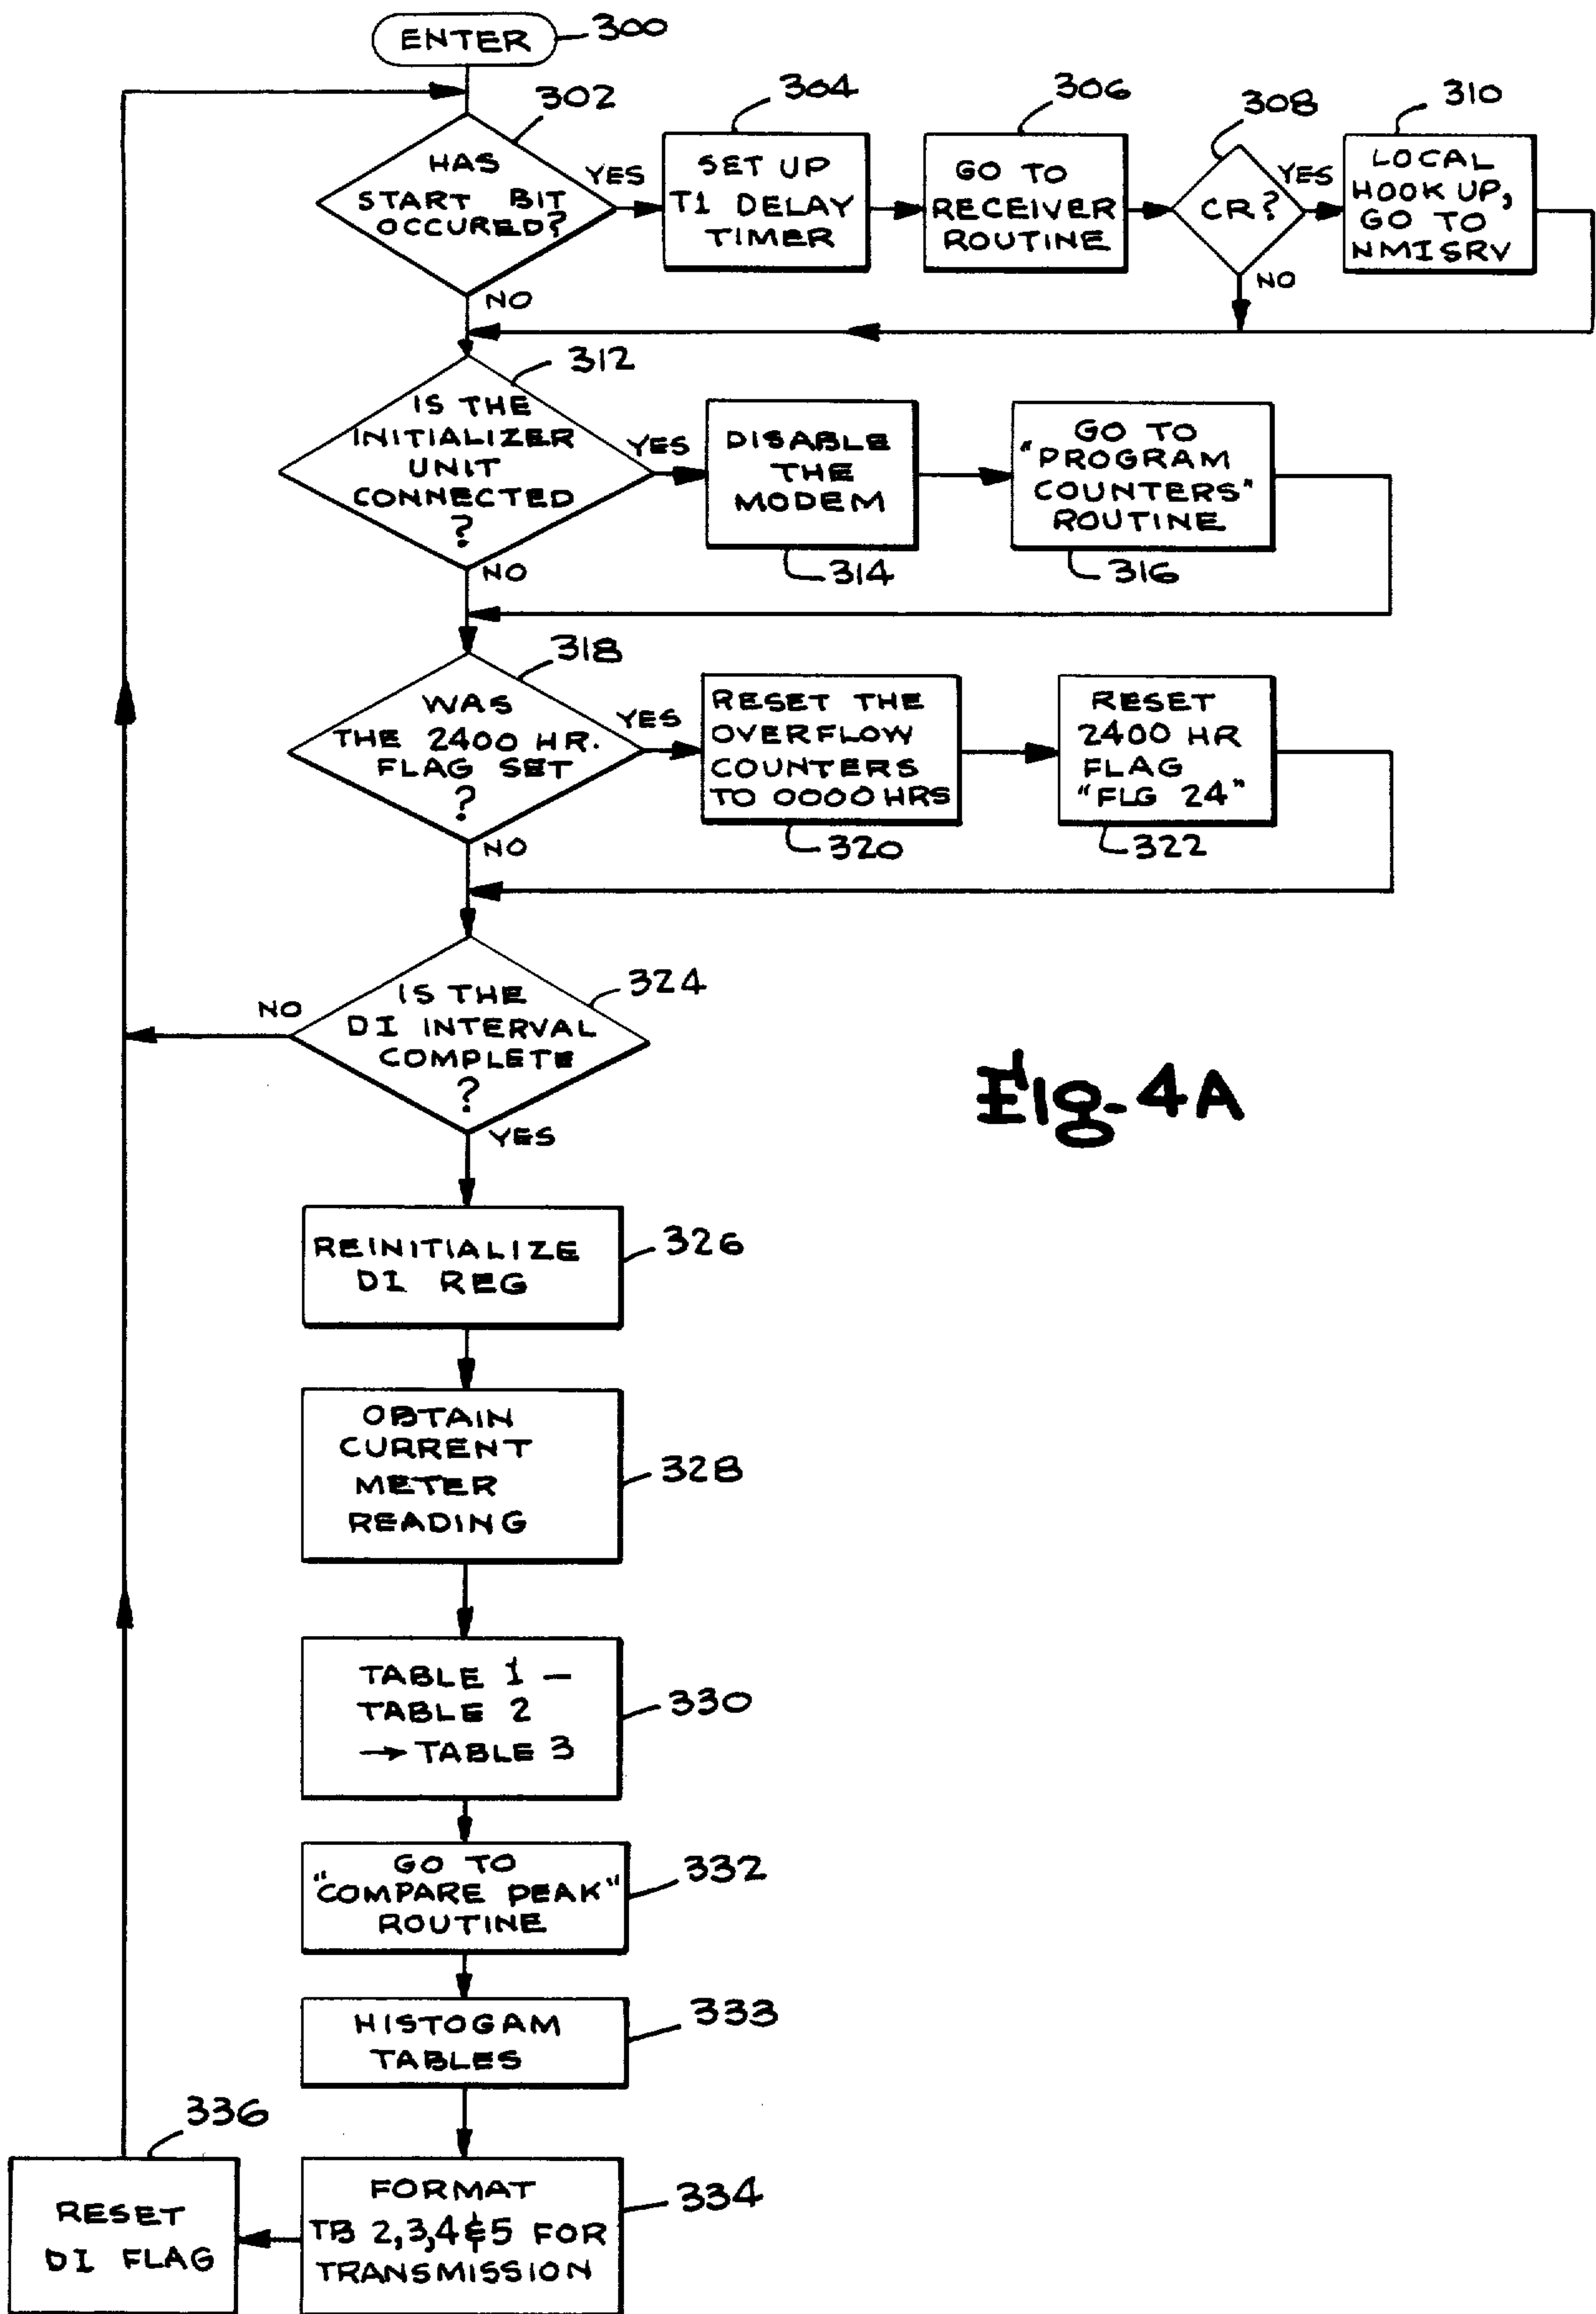 ENTER
300
302
HAS
START BIT
OCCURED?
YES
NO
304
SET UP
T1 DELAY
TIMER
306
GO TO
RECEIVER
ROUTINE
308
CR?
YES
NO
310
LOCAL
HOOK UP,
GO TO
NMISRV
312
IS THE
INITIALIZER
UNIT
CONNECTED
?
YES
NO
DISABLE
THE
MODEM
314
GO TO
"PROGRAM
COUNTERS"
ROUTINE
316
318
WAS
THE 2400 HR.
FLAG SET
?
YES
NO
RESET THE
OVERFLOW
COUNTERS
TO 0000 HRS
320
RESET
2400 HR
FLAG
"FLG 24"
322
324
IS THE
DI INTERVAL
COMPLETE
?
NO
YES
Fig-4A
REINITIALIZE
DI REG
326
OBTAIN
CURRENT
METER
READING
328
TABLE 1 —
TABLE 2
→ TABLE 3
330
GO TO
"COMPARE PEAK"
ROUTINE
332
HISTOGAM
TABLES
333
FORMAT
TB 2,3,4&5 FOR
TRANSMISSION
334
336
RESET
DI FLAG